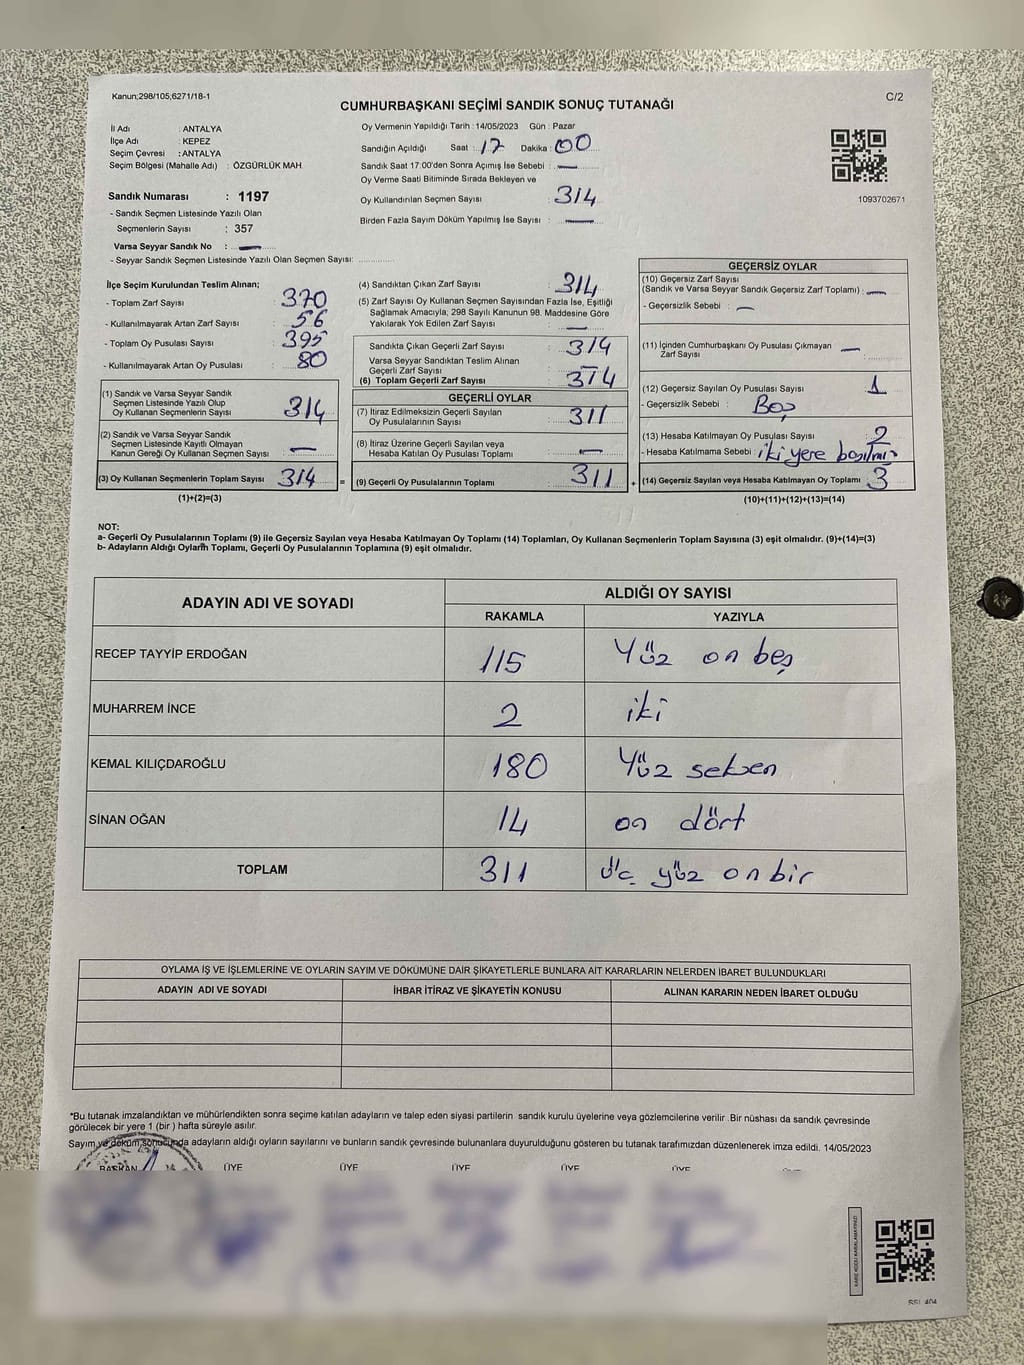 Kanun;298/105;6271/18-1
C/2
CUMHURBAŞKANI SEÇİMİ SANDIK SONUÇ TUTANAĞI
İl Adı : ANTALYA
İlçe Adı : KEPEZ
Seçim Çevresi : ANTALYA
Seçim Bölgesi (Mahalle Adı) : ÖZGÜRLÜK MAH.
Sandık Numarası : 1197
- Sandık Seçmen Listesinde Yazılı Olan
Seçmenlerin Sayısı : 357
Varsa Seyyar Sandık No : —
- Seyyar Sandık Seçmen Listesinde Yazılı Olan Seçmen Sayısı:
Oy Vermenin Yapıldığı Tarih : 14/05/2023 Gün : Pazar
Sandığın Açıldığı Saat : 17 Dakika : 00
Sandık Saat 17:00'den Sonra Açımış İse Sebebi : —
Oy Verme Saati Bitiminde Sırada Bekleyen ve
Oy Kullandırılan Seçmen Sayısı : 314
Birden Fazla Sayım Döküm Yapılmış İse Sayısı : —
1093702671
İlçe Seçim Kurulundan Teslim Alınan;
- Toplam Zarf Sayısı : 370
- Kullanılmayarak Artan Zarf Sayısı : 56
- Toplam Oy Pusulası Sayısı : 395
- Kullanılmayarak Artan Oy Pusulası : 80
(1) Sandık ve Varsa Seyyar Sandık
Seçmen Listesinde Yazılı Olup
Oy Kullanan Seçmenlerin Sayısı : 314
(2) Sandık ve Varsa Seyyar Sandık
Seçmen Listesinde Kayıtlı Olmayan
Kanun Gereği Oy Kullanan Seçmen Sayısı : —
(3) Oy Kullanan Seçmenlerin Toplam Sayısı : 314 =
(1)+(2)=(3)
(4) Sandıktan Çıkan Zarf Sayısı : 314
(5) Zarf Sayısı Oy Kullanan Seçmen Sayısından Fazla İse, Eşitliği
Sağlamak Amacıyla; 298 Sayılı Kanunun 98. Maddesine Göre
Yakılarak Yok Edilen Zarf Sayısı : —
Sandıkta Çıkan Geçerli Zarf Sayısı : 314
Varsa Seyyar Sandıktan Teslim Alınan
Geçerli Zarf Sayısı :
(6) Toplam Geçerli Zarf Sayısı : 314
GEÇERLİ OYLAR
(7) İtiraz Edilmeksizin Geçerli Sayılan
Oy Pusulalarının Sayısı : 311
(8) İtiraz Üzerine Geçerli Sayılan veya
Hesaba Katılan Oy Pusulası Toplamı : —
(9) Geçerli Oy Pusulalarının Toplamı : 311 +
GEÇERSİZ OYLAR
(10) Geçersiz Zarf Sayısı
(Sandık ve Varsa Seyyar Sandık Geçersiz Zarf Toplamı) : —
- Geçersizlik Sebebi : —
(11) İçinden Cumhurbaşkanı Oy Pusulası Çıkmayan —
Zarf Sayısı :
(12) Geçersiz Sayılan Oy Pusulası Sayısı : 1
- Geçersizlik Sebebi : Boş
(13) Hesaba Katılmayan Oy Pusulası Sayısı : 2
- Hesaba Katılmama Sebebi : iki yere basılmış
(14) Geçersiz Sayılan veya Hesaba Katılmayan Oy Toplamı : 3
(10)+(11)+(12)+(13)=(14)
NOT:
a- Geçerli Oy Pusulalarının Toplamı (9) ile Geçersiz Sayılan veya Hesaba Katılmayan Oy Toplamı (14) Toplamları, Oy Kullanan Seçmenlerin Toplam Sayısına (3) eşit olmalıdır. (9)+(14)=(3)
b- Adayların Aldığı Oyların Toplamı, Geçerli Oy Pusulalarının Toplamına (9) eşit olmalıdır.
ADAYIN ADI VE SOYADI ALDIĞI OY SAYISI
RAKAMLA YAZIYLA
RECEP TAYYİP ERDOĞAN 115 Yüz on beş
MUHARREM İNCE 2 iki
KEMAL KILIÇDAROĞLU 180 Yüz seksen
SİNAN OĞAN 14 on dört
TOPLAM 311 üç yüz on bir
OYLAMA İŞ VE İŞLEMLERİNE VE OYLARIN SAYIM VE DÖKÜMÜNE DAİR ŞİKAYETLERLE BUNLARA AİT KARARLARIN NELERDEN İBARET BULUNDUKLARI
ADAYIN ADI VE SOYADI İHBAR İTİRAZ VE ŞİKAYETİN KONUSU ALINAN KARARIN NEDEN İBARET OLDUĞU
*Bu tutanak imzalandıktan ve mühürlendikten sonra seçime katılan adayların ve talep eden siyasi partilerin sandık kurulu üyelerine veya gözlemcilerine verilir .Bir nüshası da sandık çevresinde
görülecek bir yere 1 (bir ) hafta süreyle asılır.
Sayım ve döküm sonucunda adayların aldığı oyların sayılarını ve bunların sandık çevresinde bulunanlara duyurulduğunu gösteren bu tutanak tarafımızdan düzenlenerek imza edildi. 14/05/2023
BAŞKAN ÜYE ÜYE ÜYE ÜYE ÜYE